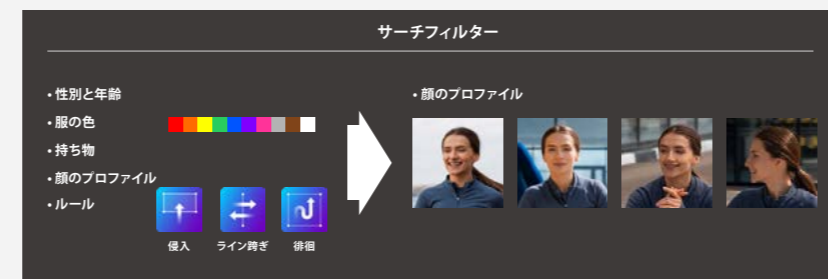 サーチフィルター
• 性別と年齢
• 服の色
• 持ち物
• 顔のプロファイル
• ルール
侵入
ライン跨ぎ
徘徊
• 顔のプロファイル